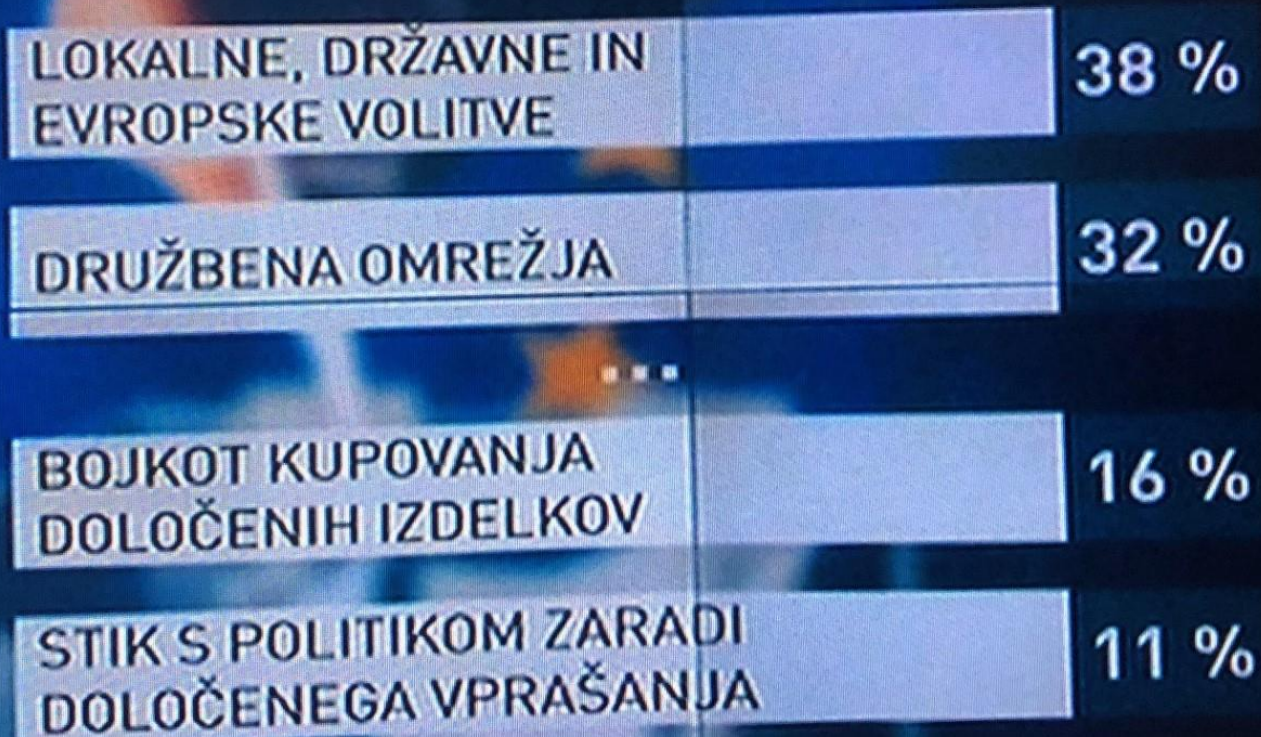 LOKALNE, DRŽAVNE IN
EVROPSKE VOLITVE
38 %
DRUŽBENA OMREŽJA
32 %
...
BOJKOT KUPOVANJA
DOLOČENIH IZDELKOV
16 %
STIK S POLITIKOM ZARADI
DOLOČENEGA VPRAŠANJA
11 %